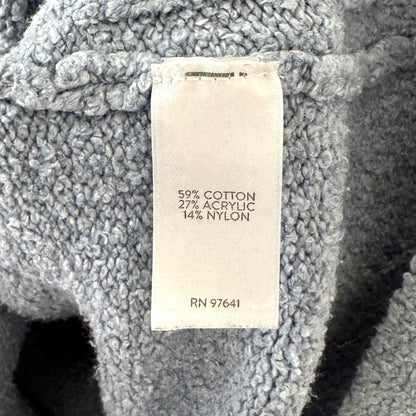 59% COTTON
27% ACRYLIC
14% NYLON
RN 97641